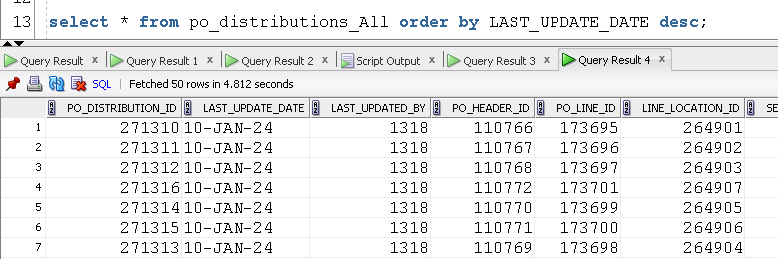 13 select * from po_distributions_All order by LAST_UPDATE_DATE desc;
Query Result × Query Result 1 × Query Result 2 × Script Output × Query Result 3 × Query Result 4 ×
SQL | Fetched 50 rows in 4.812 seconds
PO_DISTRIBUTION_ID LAST_UPDATE_DATE LAST_UPDATED_BY PO_HEADER_ID PO_LINE_ID LINE_LOCATION_ID SE
1 271310 10-JAN-24 1318 110766 173695 264901
2 271311 10-JAN-24 1318 110767 173696 264902
3 271312 10-JAN-24 1318 110768 173697 264903
4 271316 10-JAN-24 1318 110772 173701 264907
5 271314 10-JAN-24 1318 110770 173699 264905
6 271315 10-JAN-24 1318 110771 173700 264906
7 271313 10-JAN-24 1318 110769 173698 264904